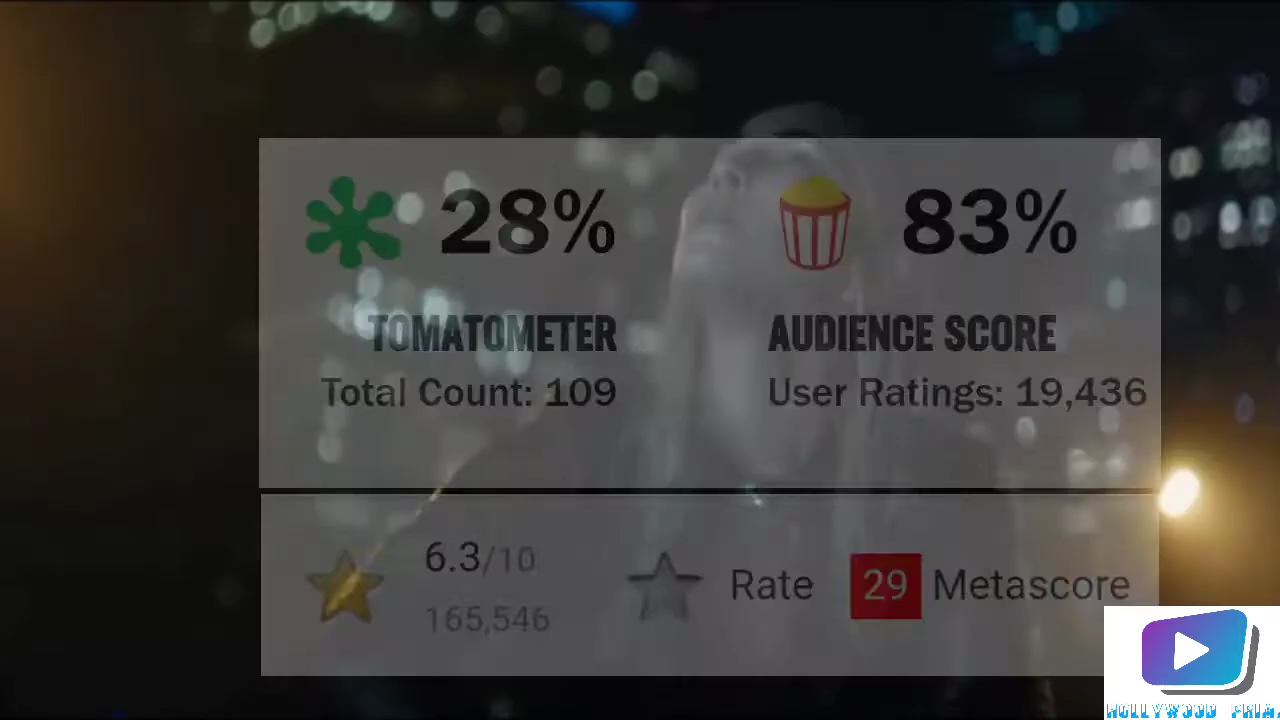 28%
83%
TOMATOMETER
AUDIENCE SCORE
Total Count: 109
User Ratings: 19,436
6.3/10
165,546
Rate
29 Metascore
HOLLYWOOD